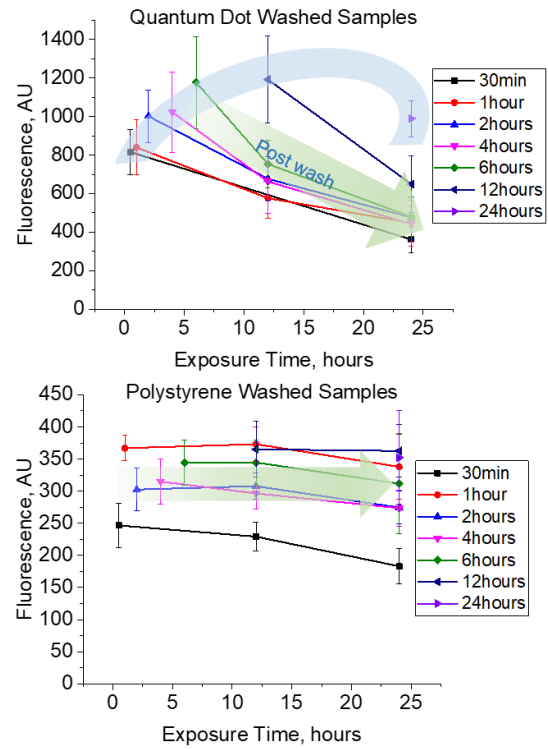 Quantum Dot Washed Samples
1400
1200
1000
800
600
400
200
0
Fluorescence, AU
Post wash
0 5 10 15 20 25
Exposure Time, hours
30min
1hour
2hours
4hours
6hours
12hours
24hours
Polystyrene Washed Samples
450
400
350
300
250
200
150
100
50
0
Fluorescence, AU
0 5 10 15 20 25
Exposure Time, hours
30min
1hour
2hours
4hours
6hours
12hours
24hours